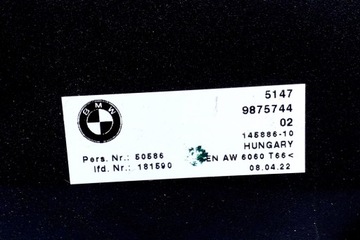 BMW
5147
9875744
02
145886-10
HUNGARY
Pers. Nr.: 50586 EN AW 6060 T66<
lfd. Nr.: 181590 08.04.22